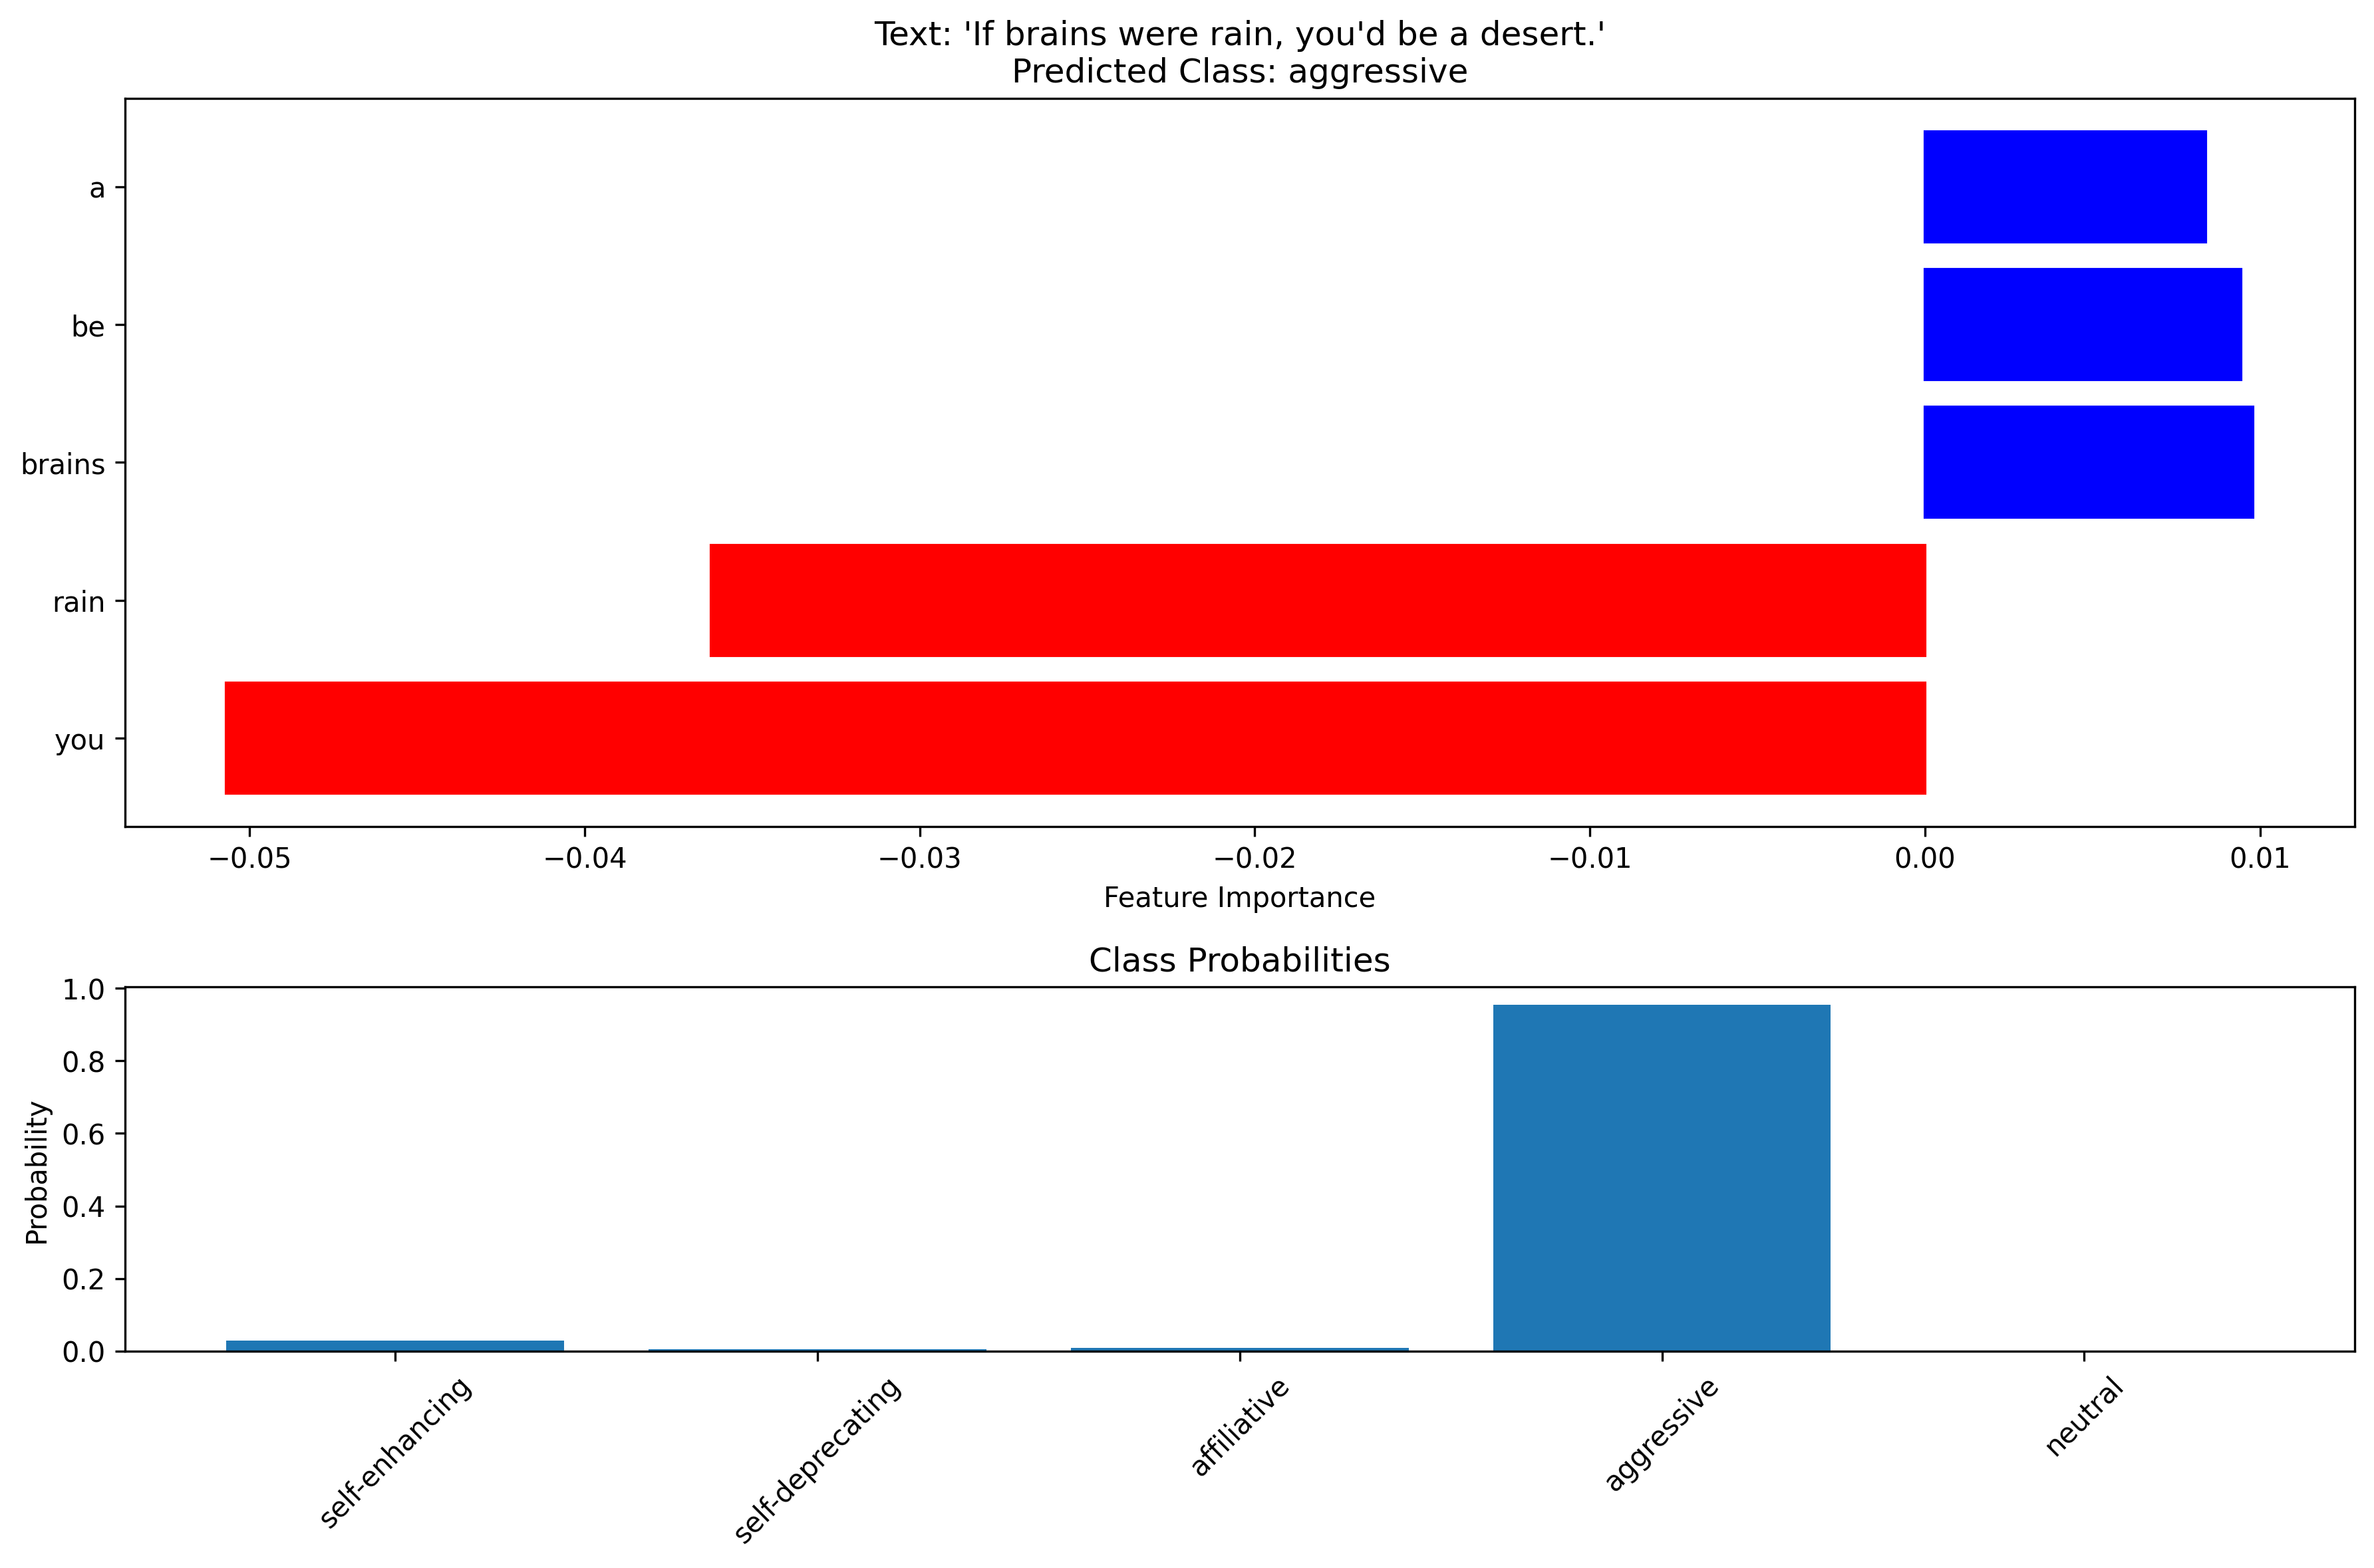 Text: 'If brains were rain, you'd be a desert.'
Predicted Class: aggressive
a
be
brains
rain
you
−0.05
−0.04
−0.03
−0.02
−0.01
0.00
0.01
Feature Importance
Class Probabilities
1.0
0.8
0.6
0.4
0.2
0.0
Probability
self-enhancing
self-deprecating
affiliative
aggressive
neutral